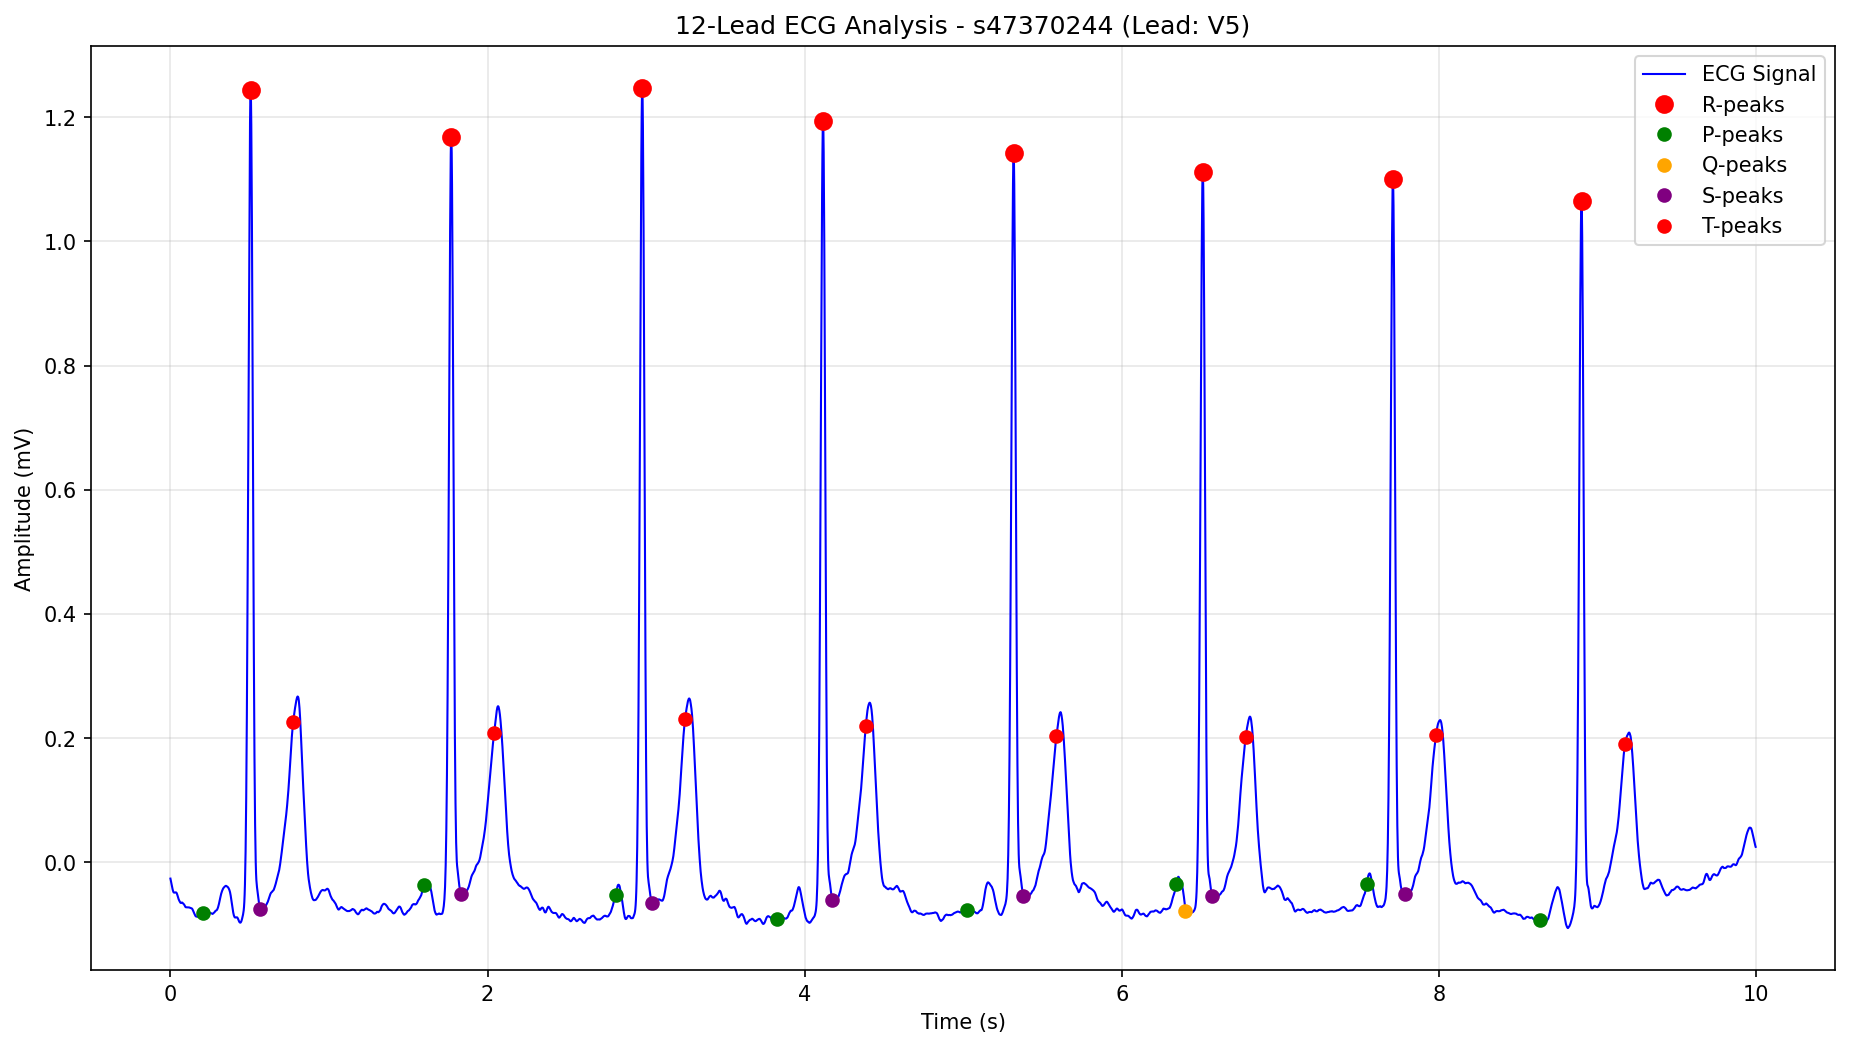 12-Lead ECG Analysis - s47370244 (Lead: V5)
ECG Signal
R-peaks
P-peaks
Q-peaks
S-peaks
T-peaks
Amplitude (mV)
1.2
1.0
0.8
0.6
0.4
0.2
0.0
0 2 4 6 8 10
Time (s)